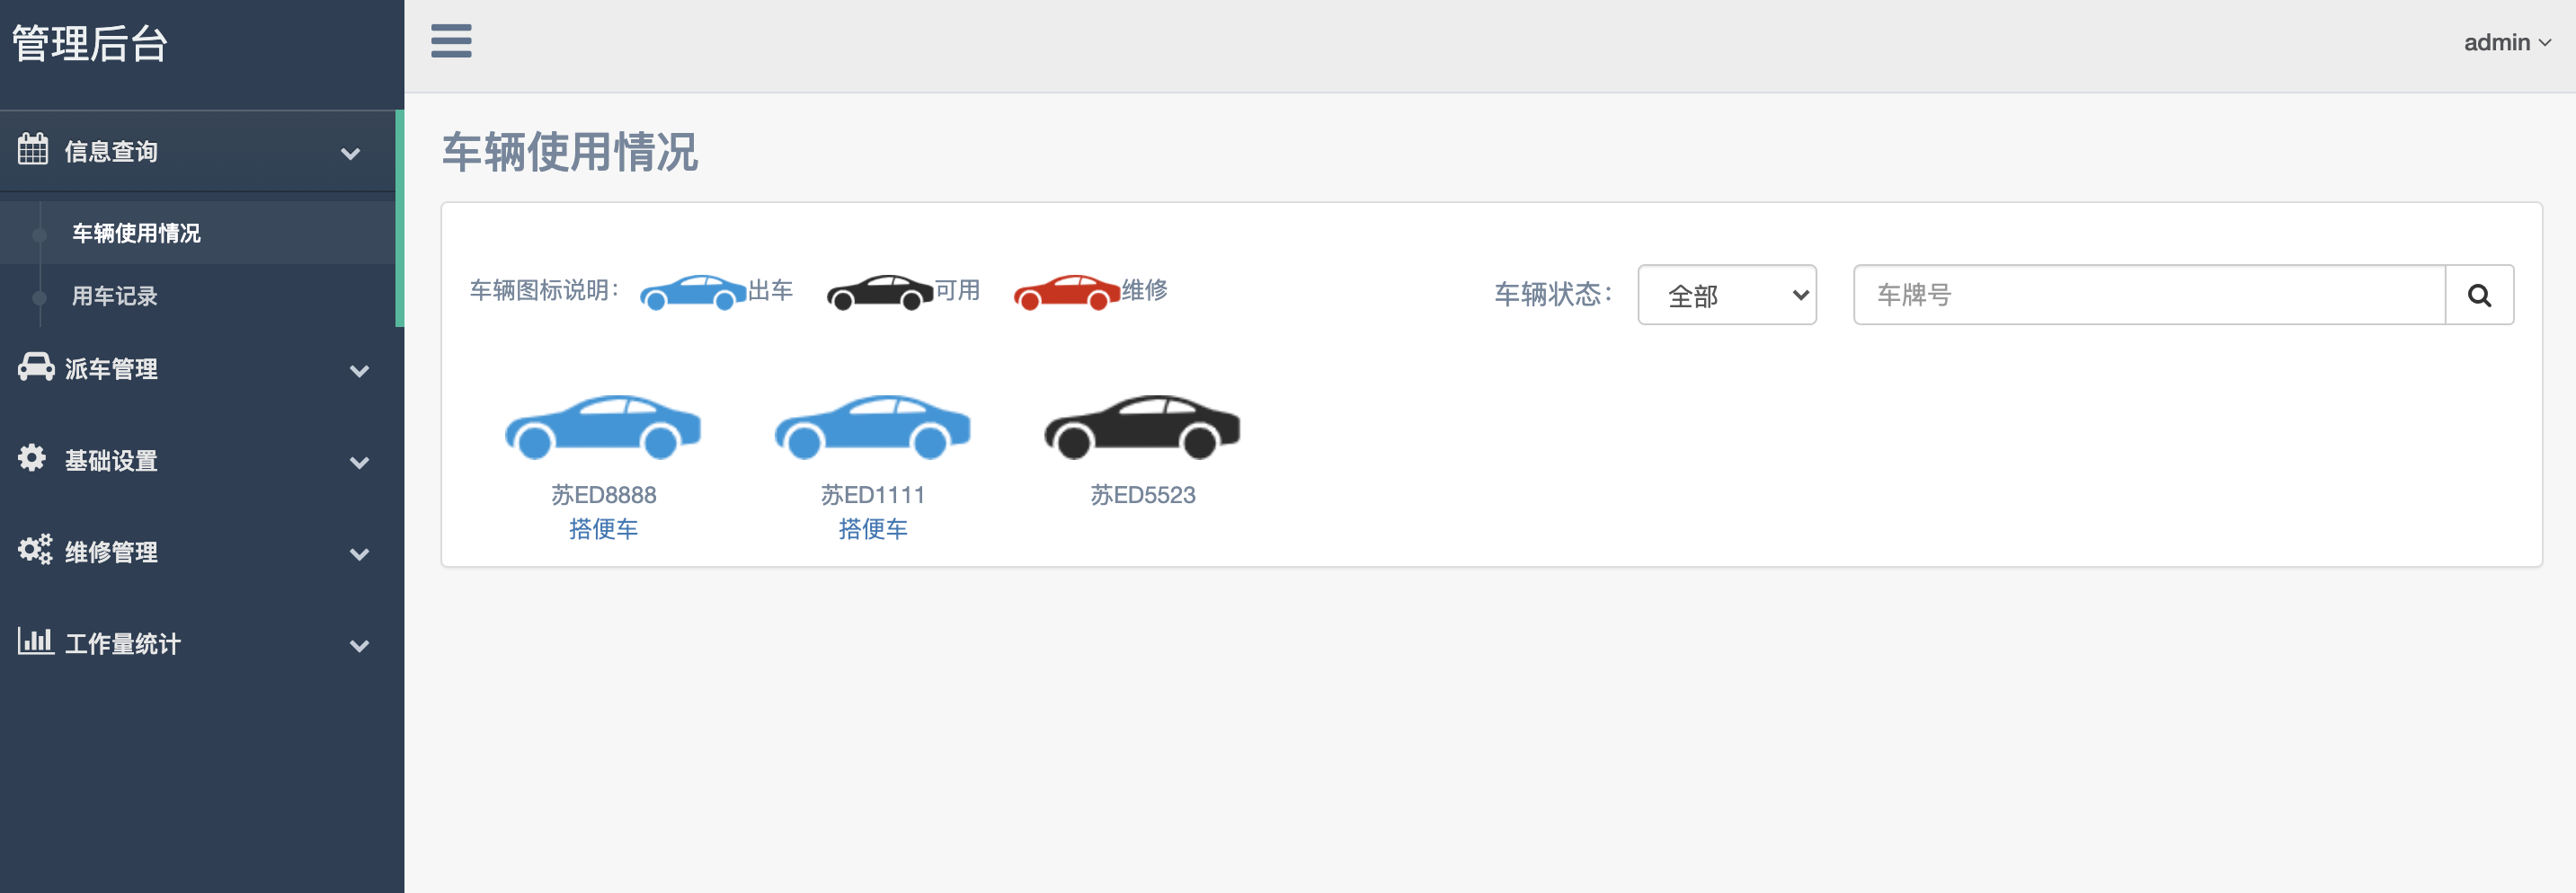 管理后台
admin
信息查询
车辆使用情况
用车记录
派车管理
基础设置
维修管理
工作量统计
车辆使用情况
车辆图标说明： 出车 可用 维修 车辆状态： 全部 车牌号
苏ED8888 苏ED1111 苏ED5523
搭便车 搭便车